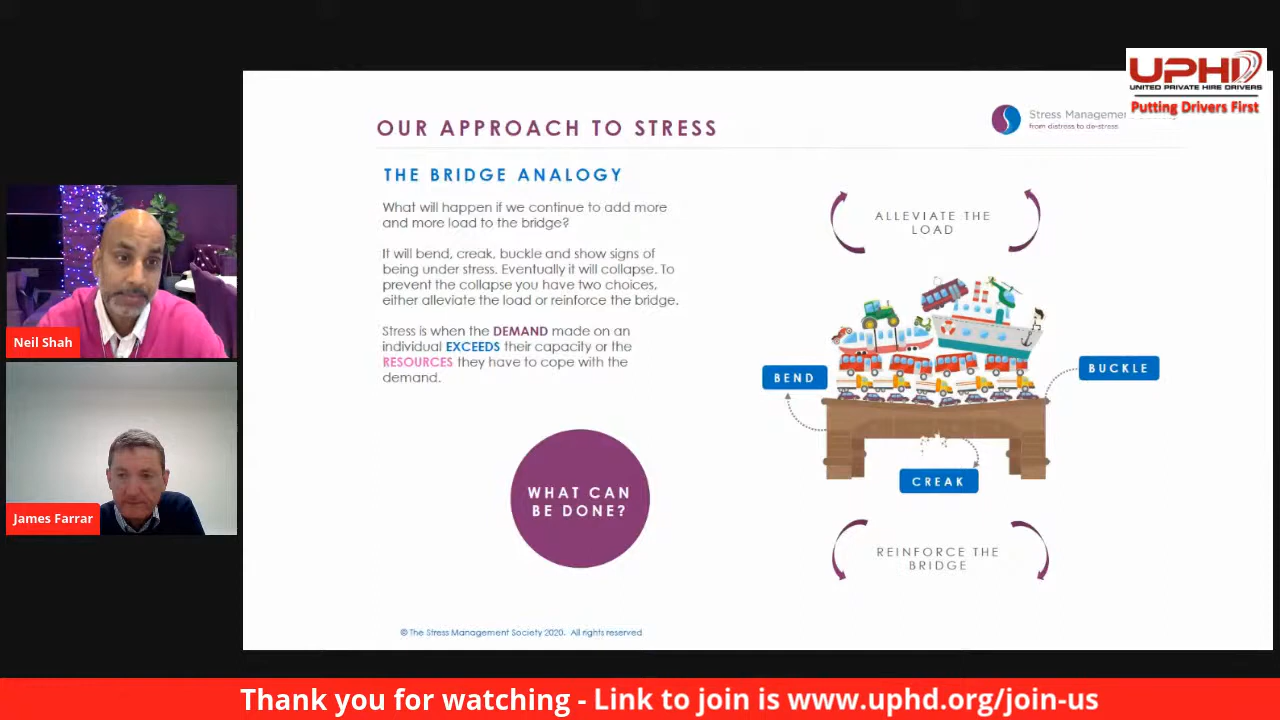 UPHD
UNITED PRIVATE HIRE DRIVERS
Putting Drivers First
OUR APPROACH TO STRESS
Stress Managemen
from distress to de-stress
THE BRIDGE ANALOGY
What will happen if we continue to add more
and more load to the bridge?
It will bend, creak, buckle and show signs of
being under stress. Eventually it will collapse. To
prevent the collapse you have two choices,
either alleviate the load or reinforce the bridge.
Stress is when the DEMAND made on an
individual EXCEEDS their capacity or the
RESOURCES they have to cope with the
demand.
WHAT CAN
BE DONE?
ALLEVIATE THE
LOAD
BEND
BUCKLE
CREAK
REINFORCE THE
BRIDGE
© The Stress Management Society 2020. All rights reserved
Neil Shah
James Farrar
Thank you for watching - Link to join is www.uphd.org/join-us